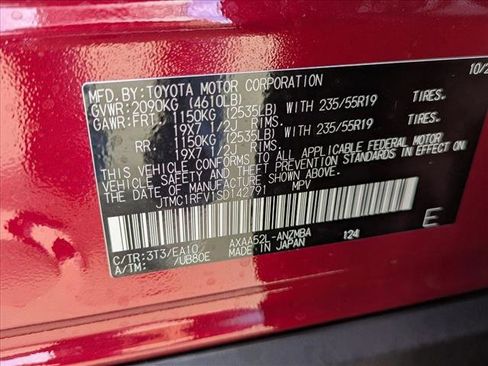 MFD.BY:TOYOTA MOTOR CORPORATION 10/2
GVWR:2090KG (4610LB)
GAWR:FRT. 1150KG (2535LB) WITH 235/55R19 TIRES.
19X7 1/2J RIMS.
RR. 1150KG (2535LB) WITH 235/55R19 TIRES.
19X7 1/2J RIMS.
THIS VEHICLE CONFORMS TO ALL APPLICABLE FEDERAL MOTOR
VEHICLE SAFETY AND THEFT PREVENTION STANDARDS IN EFFECT ON
THE DATE OF MANUFACTURE SHOWN ABOVE.
JTMC1RFV1SD142791 MPV
E
C/TR:3T3/EA10 AXAA52L-ANZMBA 124
A/TM: /UB80E MADE IN JAPAN